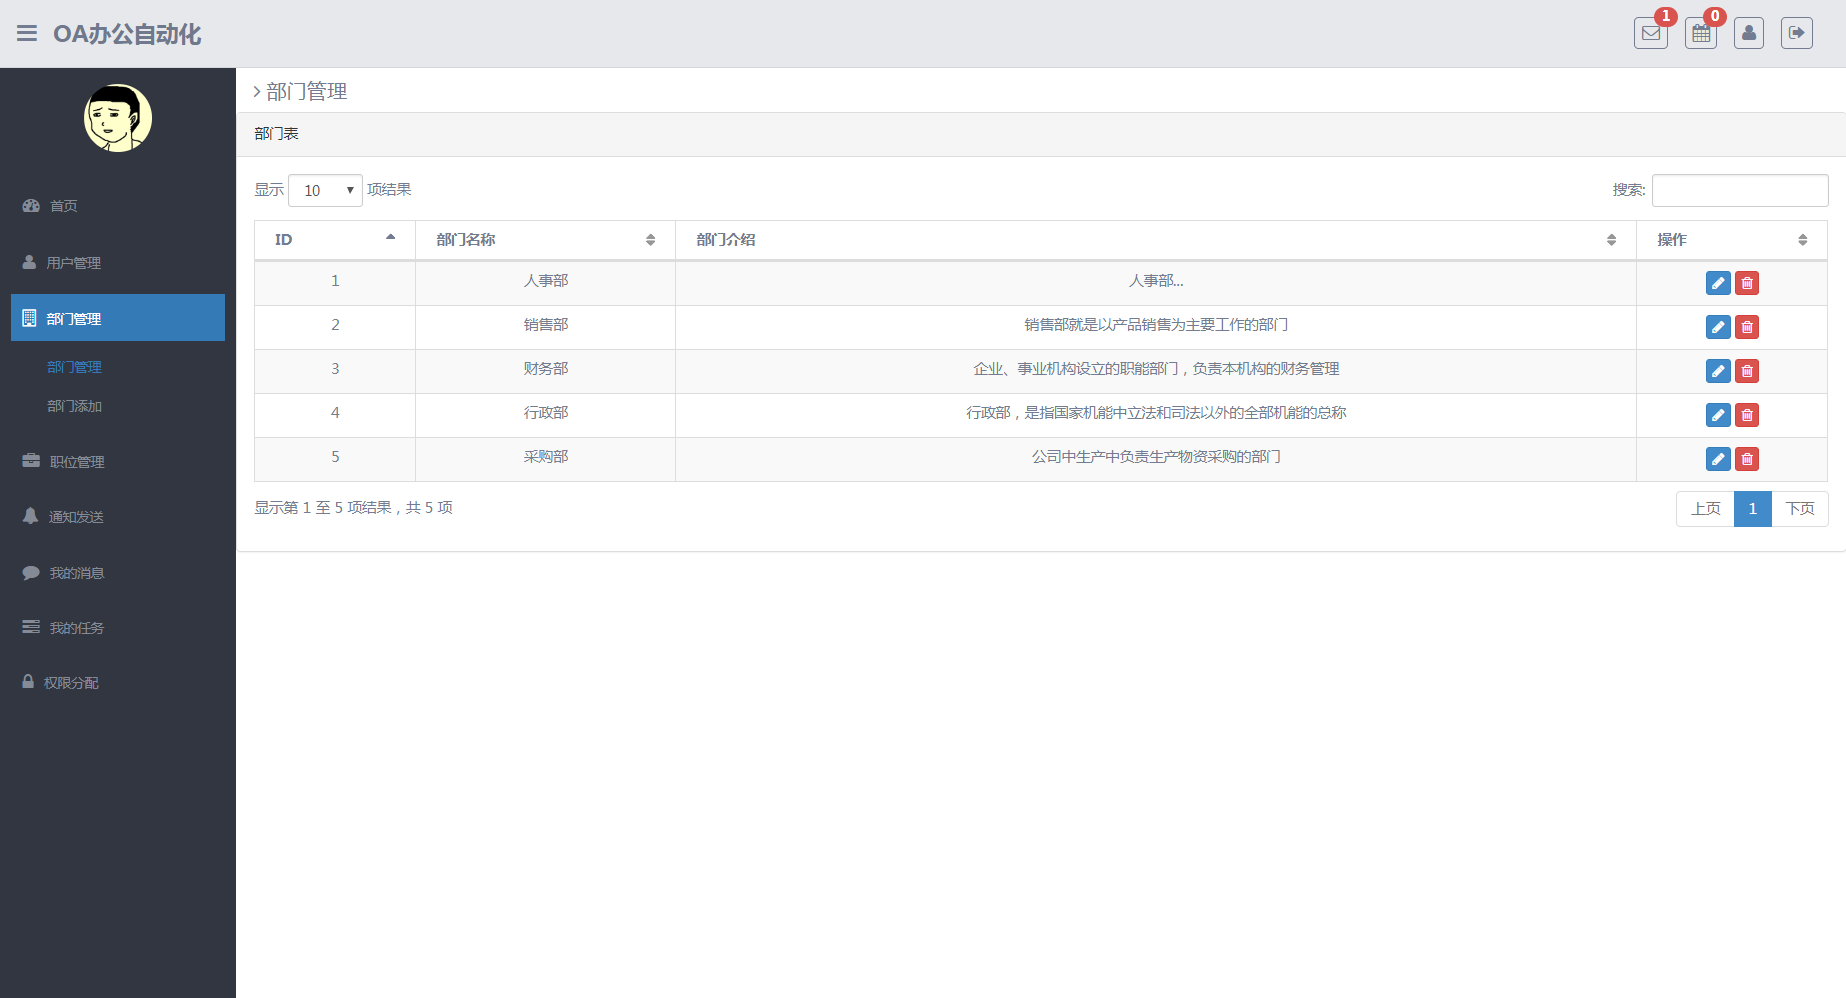 OA办公自动化
1
0
首页
用户管理
部门管理
部门管理
部门添加
职位管理
通知发送
我的消息
我的任务
权限分配
部门管理
部门表
显示 10 项结果
搜索:
ID 部门名称 部门介绍 操作
1 人事部 人事部...
2 销售部 销售部就是以产品销售为主要工作的部门
3 财务部 企业、事业机构设立的职能部门，负责本机构的财务管理
4 行政部 行政部，是指国家机能中立法和司法以外的全部机能的总称
5 采购部 公司中生产中负责生产物资采购的部门
显示第 1 至 5 项结果，共 5 项
上页 1 下页